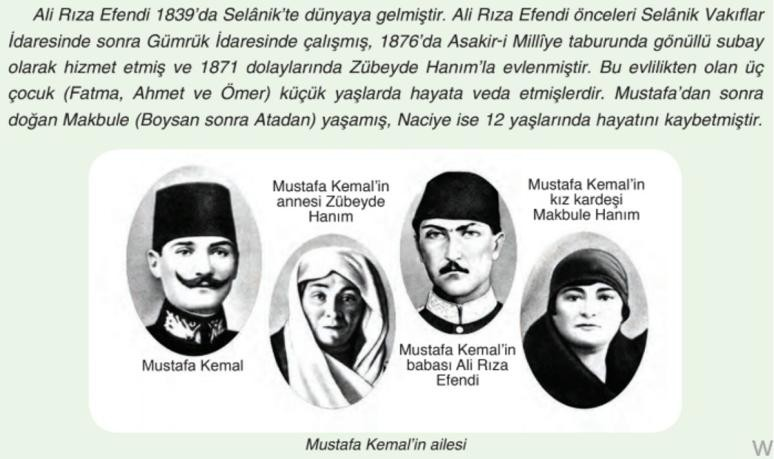 Ali Rıza Efendi 1839’da Selânik’te dünyaya gelmiştir. Ali Rıza Efendi önceleri Selânik Vakıflar
İdaresinde sonra Gümrük İdaresinde çalışmış, 1876’da Asakir-i Millîye taburunda gönüllü subay
olarak hizmet etmiş ve 1871 dolaylarında Zübeyde Hanım’la evlenmiştir. Bu evlilikten olan üç
çocuk (Fatma, Ahmet ve Ömer) küçük yaşlarda hayata veda etmişlerdir. Mustafa’dan sonra
doğan Makbule (Boysan sonra Atadan) yaşamış, Naciye ise 12 yaşlarında hayatını kaybetmiştir.
Mustafa Kemal
Mustafa Kemal’in
annesi Zübeyde
Hanım
Mustafa Kemal’in
babası Ali Rıza
Efendi
Mustafa Kemal’in
kız kardeşi
Makbule Hanım
Mustafa Kemal’in ailesi
W